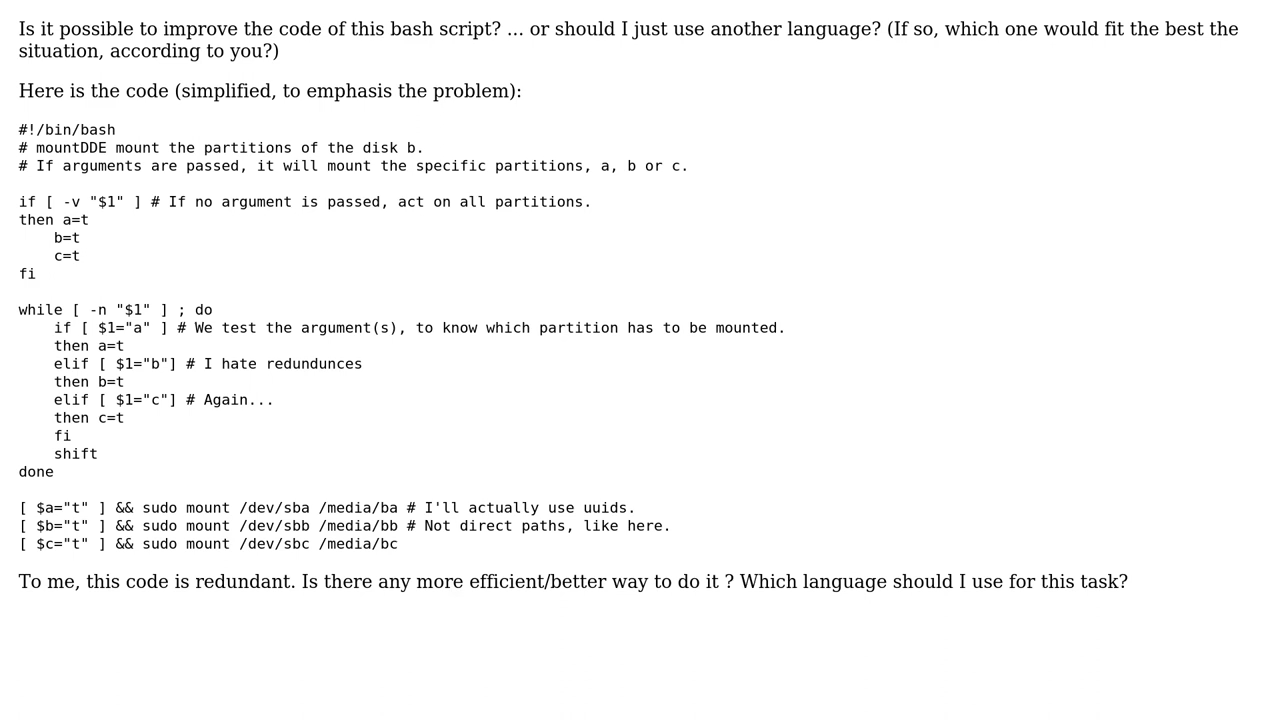 Is it possible to improve the code of this bash script? ... or should I just use another language? (If so, which one would fit the best the
situation, according to you?)
Here is the code (simplified, to emphasis the problem):
#!/bin/bash
# mountDDE mount the partitions of the disk b.
# If arguments are passed, it will mount the specific partitions, a, b or c.
if [ -v "$1" ] # If no argument is passed, act on all partitions.
then a=t
    b=t
    c=t
fi
while [ -n "$1" ] ; do
    if [ $1="a" ] # We test the argument(s), to know which partition has to be mounted.
    then a=t
    elif [ $1="b"] # I hate redundunces
    then b=t
    elif [ $1="c"] # Again...
    then c=t
    fi
    shift
done
[ $a="t" ] && sudo mount /dev/sba /media/ba # I'll actually use uuids.
[ $b="t" ] && sudo mount /dev/sbb /media/bb # Not direct paths, like here.
[ $c="t" ] && sudo mount /dev/sbc /media/bc
To me, this code is redundant. Is there any more efficient/better way to do it ? Which language should I use for this task?